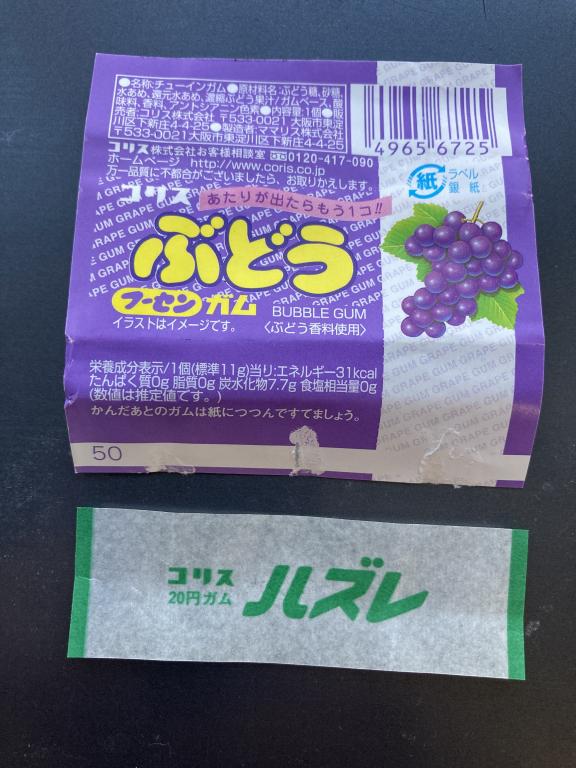 ●名称:チューインガム●原材料名:ぶどう糖、砂糖、
水あめ、還元水あめ、濃縮ぶどう果汁/ガムベース、酸
味料、香料、アントシアニン色素●内容量:1個●販
売者:コリス株式会社 〒533-0021大阪市東淀
川区下新庄4-4-25●製造者:ママリス株式会社
〒533-0021大阪市東淀川区下新庄4-4-25
コリス株式会社お客様相談室 0120-417-090
ホームページ http://www.coris.co.jp
万一品質に不都合がございましたら、お取りかえします。
4965 6725
紙 ラベル
銀 紙
コリス
あたりが出たらもう1コ!!
ぶどう
フーセンガム
BUBBLE GUM
イラストはイメージです。
〈ぶどう香料使用〉
栄養成分表示/1個(標準11g)当り:エネルギー31kcal
たんぱく質0g 脂質0g 炭水化物7.7g 食塩相当量0g
(数値は推定値です。)
かんだあとのガムは紙につつんですてましょう。
50
コリス
20円ガム
ハズレ